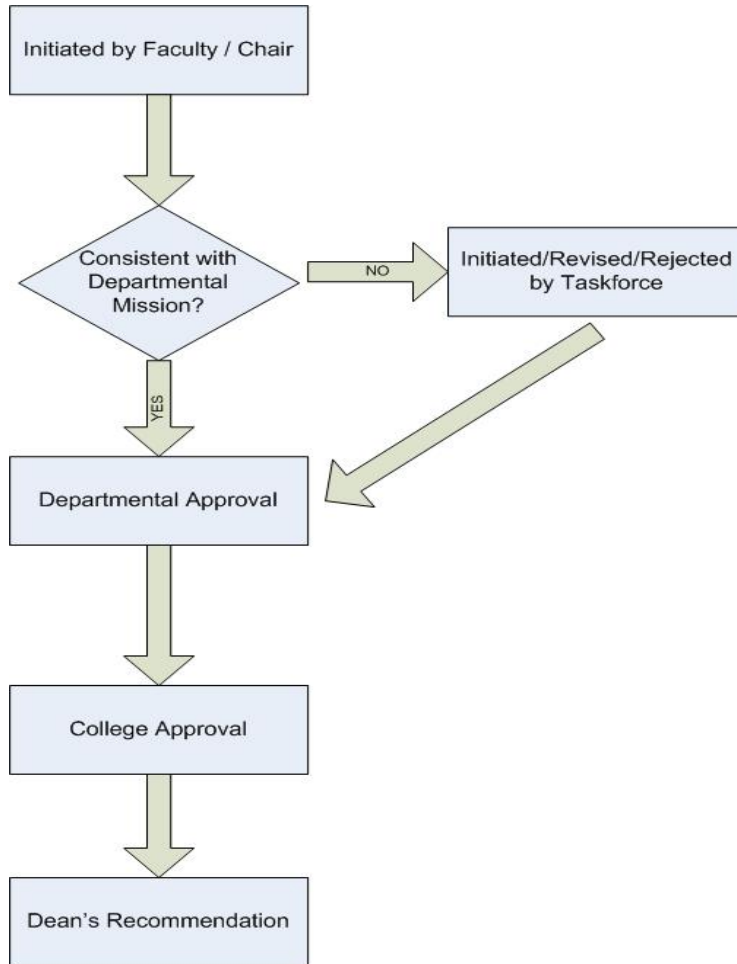 Initiated by Faculty / Chair
Consistent with
Departmental
Mission?
NO
Initiated/Revised/Rejected
by Taskforce
YES
Departmental Approval
College Approval
Dean’s Recommendation